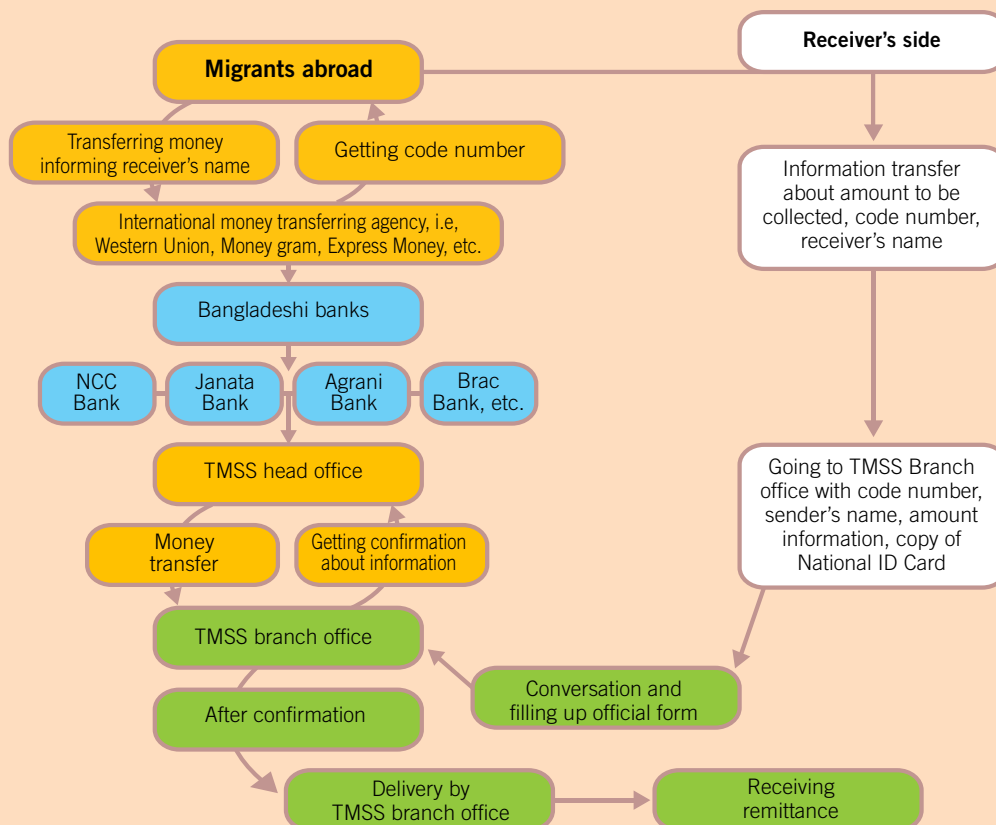 Receiver's side
Migrants abroad
Transferring money
informing receiver's name
Getting code number
Information transfer
about amount to be
collected, code number,
receiver's name
International money transferring agency, i.e,
Western Union, Money gram, Express Money, etc.
Bangladeshi banks
NCC
Bank
Janata
Bank
Agrani
Bank
Brac
Bank, etc.
TMSS head office
Going to TMSS Branch
office with code number,
sender's name, amount
information, copy of
National ID Card
Money
transfer
Getting confirmation
about information
TMSS branch office
Conversation and
filling up official form
After confirmation
Delivery by
TMSS branch office
Receiving
remittance